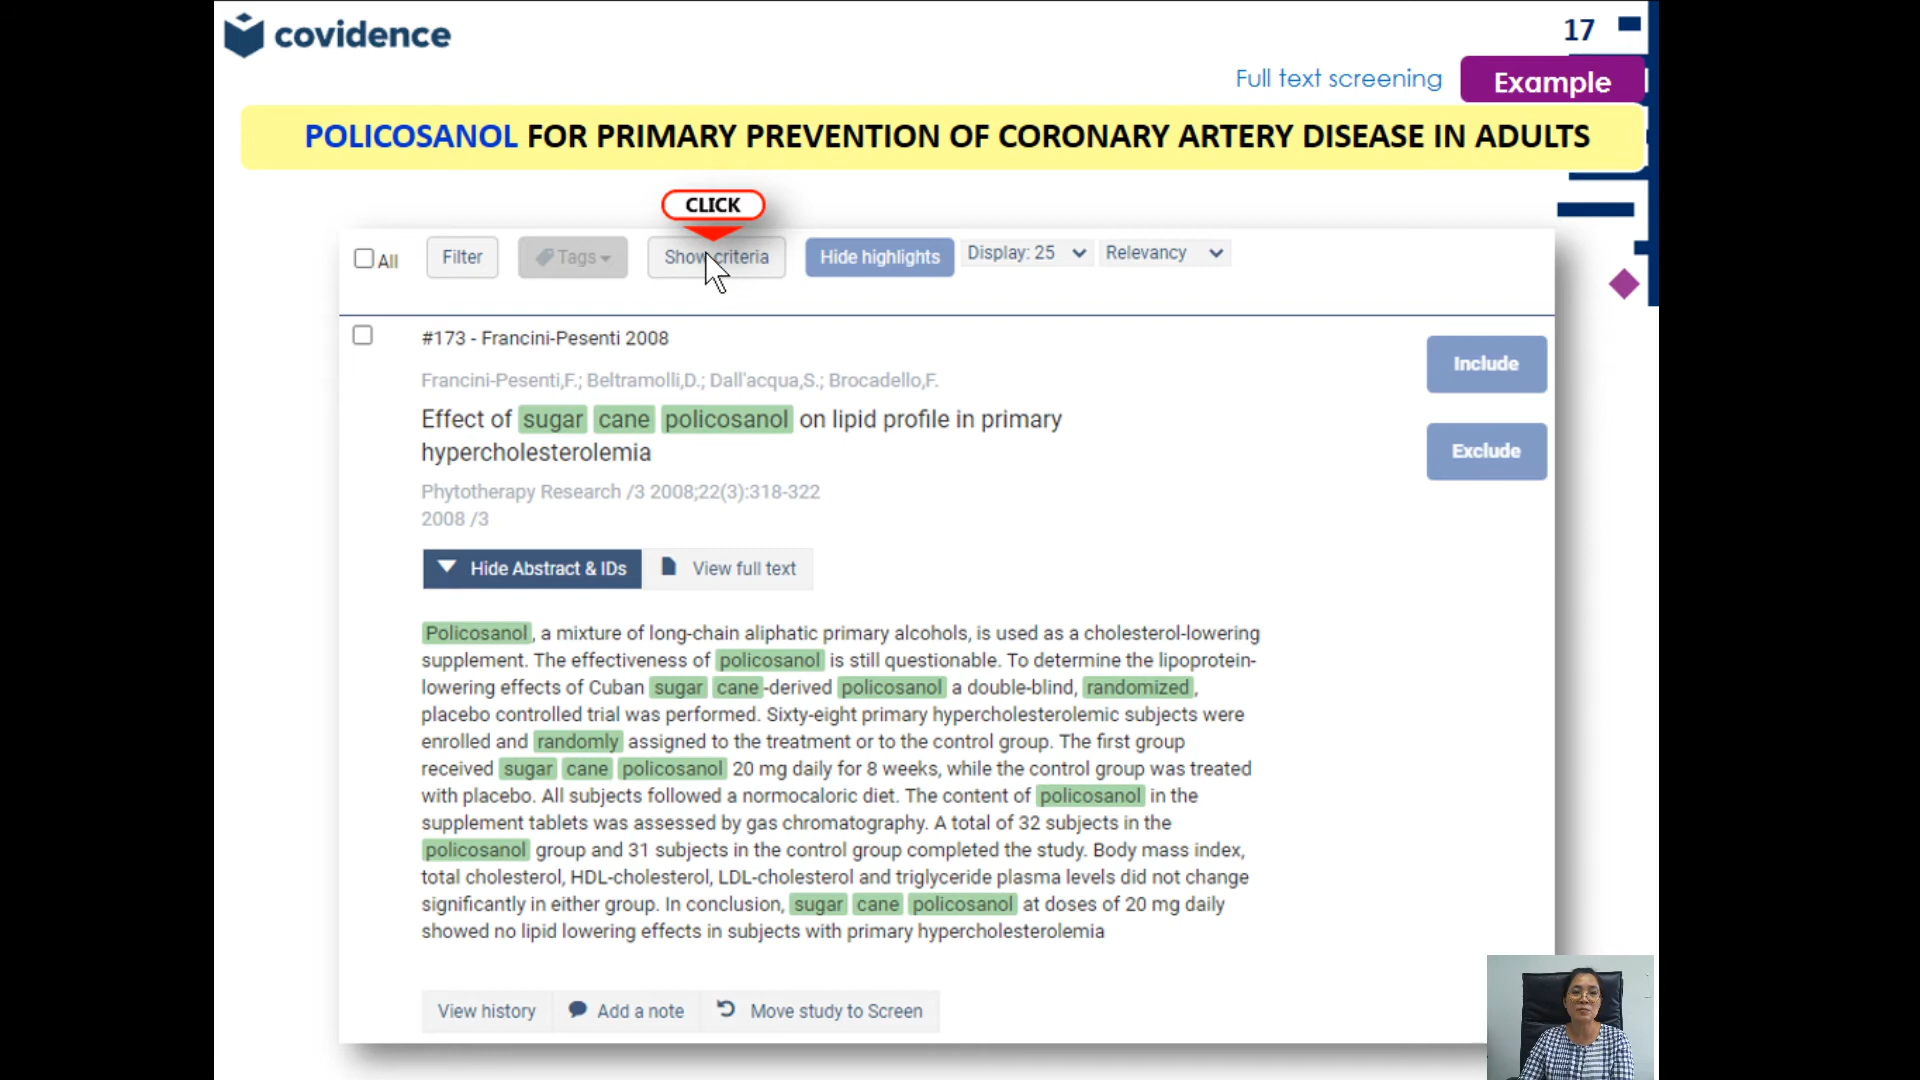 covidence
17
Full text screening
Example
POLICOSANOL FOR PRIMARY PREVENTION OF CORONARY ARTERY DISEASE IN ADULTS
CLICK
All Filter Tags Show criteria Hide highlights Display: 25 Relevancy
#173 - Francini-Pesenti 2008
Include
Francini-Pesenti,F.; Beltramolli,D.; Dall'acqua,S.; Brocadello,F.
Effect of sugar cane policosanol on lipid profile in primary
hypercholesterolemia
Exclude
Phytotherapy Research /3 2008;22(3):318-322
2008 /3
Hide Abstract & IDs View full text
Policosanol, a mixture of long-chain aliphatic primary alcohols, is used as a cholesterol-lowering
supplement. The effectiveness of policosanol is still questionable. To determine the lipoprotein-
lowering effects of Cuban sugar cane-derived policosanol a double-blind, randomized,
placebo controlled trial was performed. Sixty-eight primary hypercholesterolemic subjects were
enrolled and randomly assigned to the treatment or to the control group. The first group
received sugar cane policosanol 20 mg daily for 8 weeks, while the control group was treated
with placebo. All subjects followed a normocaloric diet. The content of policosanol in the
supplement tablets was assessed by gas chromatography. A total of 32 subjects in the
policosanol group and 31 subjects in the control group completed the study. Body mass index,
total cholesterol, HDL-cholesterol, LDL-cholesterol and triglyceride plasma levels did not change
significantly in either group. In conclusion, sugar cane policosanol at doses of 20 mg daily
showed no lipid lowering effects in subjects with primary hypercholesterolemia
View history Add a note Move study to Screen